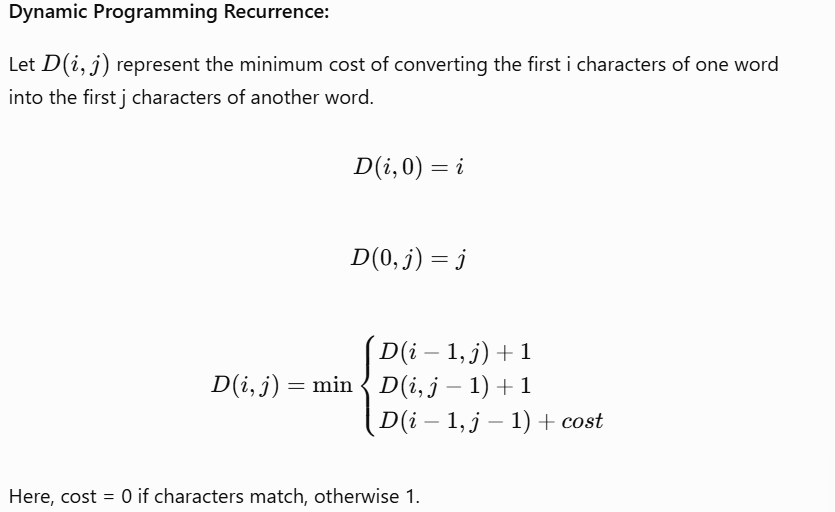 Dynamic Programming Recurrence:
Let D(i, j) represent the minimum cost of converting the first i characters of one word
into the first j characters of another word.
D(i, 0) = i
D(0, j) = j
D(i, j) = min { D(i − 1, j) + 1
D(i, j − 1) + 1
D(i − 1, j − 1) + cost
Here, cost = 0 if characters match, otherwise 1.